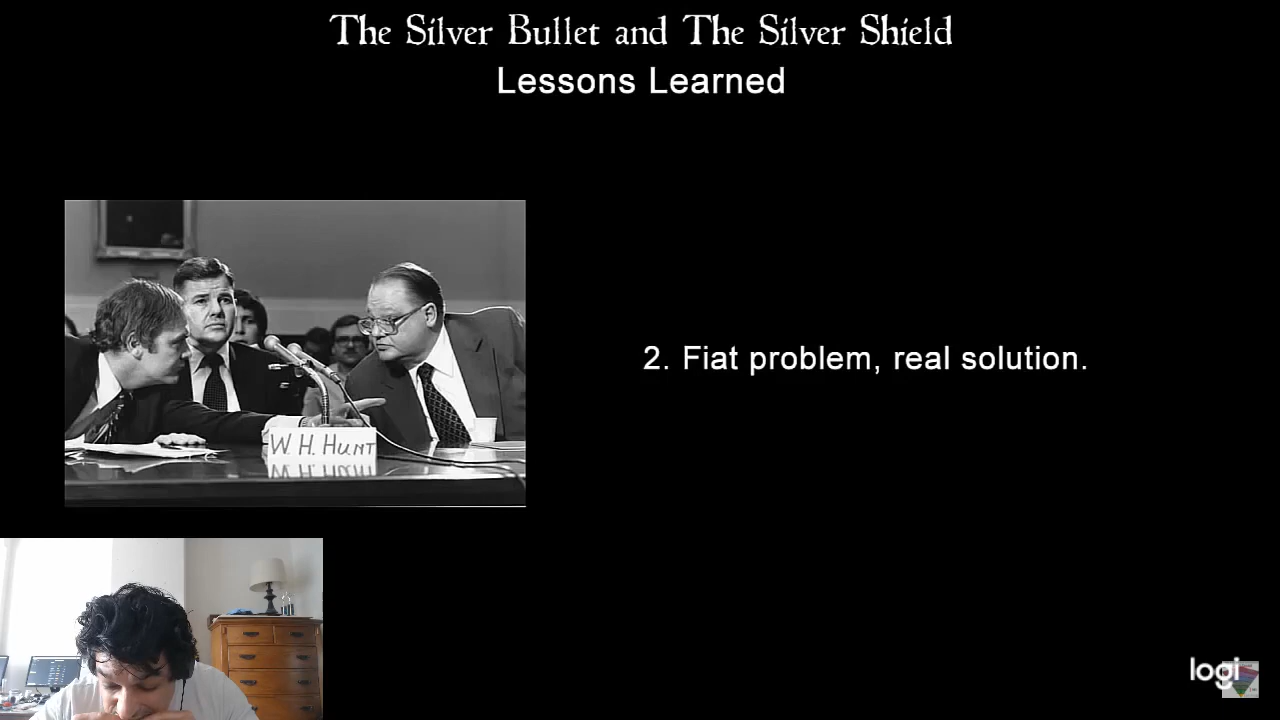 The Silver Bullet and The Silver Shield
Lessons Learned
2. Fiat problem, real solution.
W. H. HUNT
logi